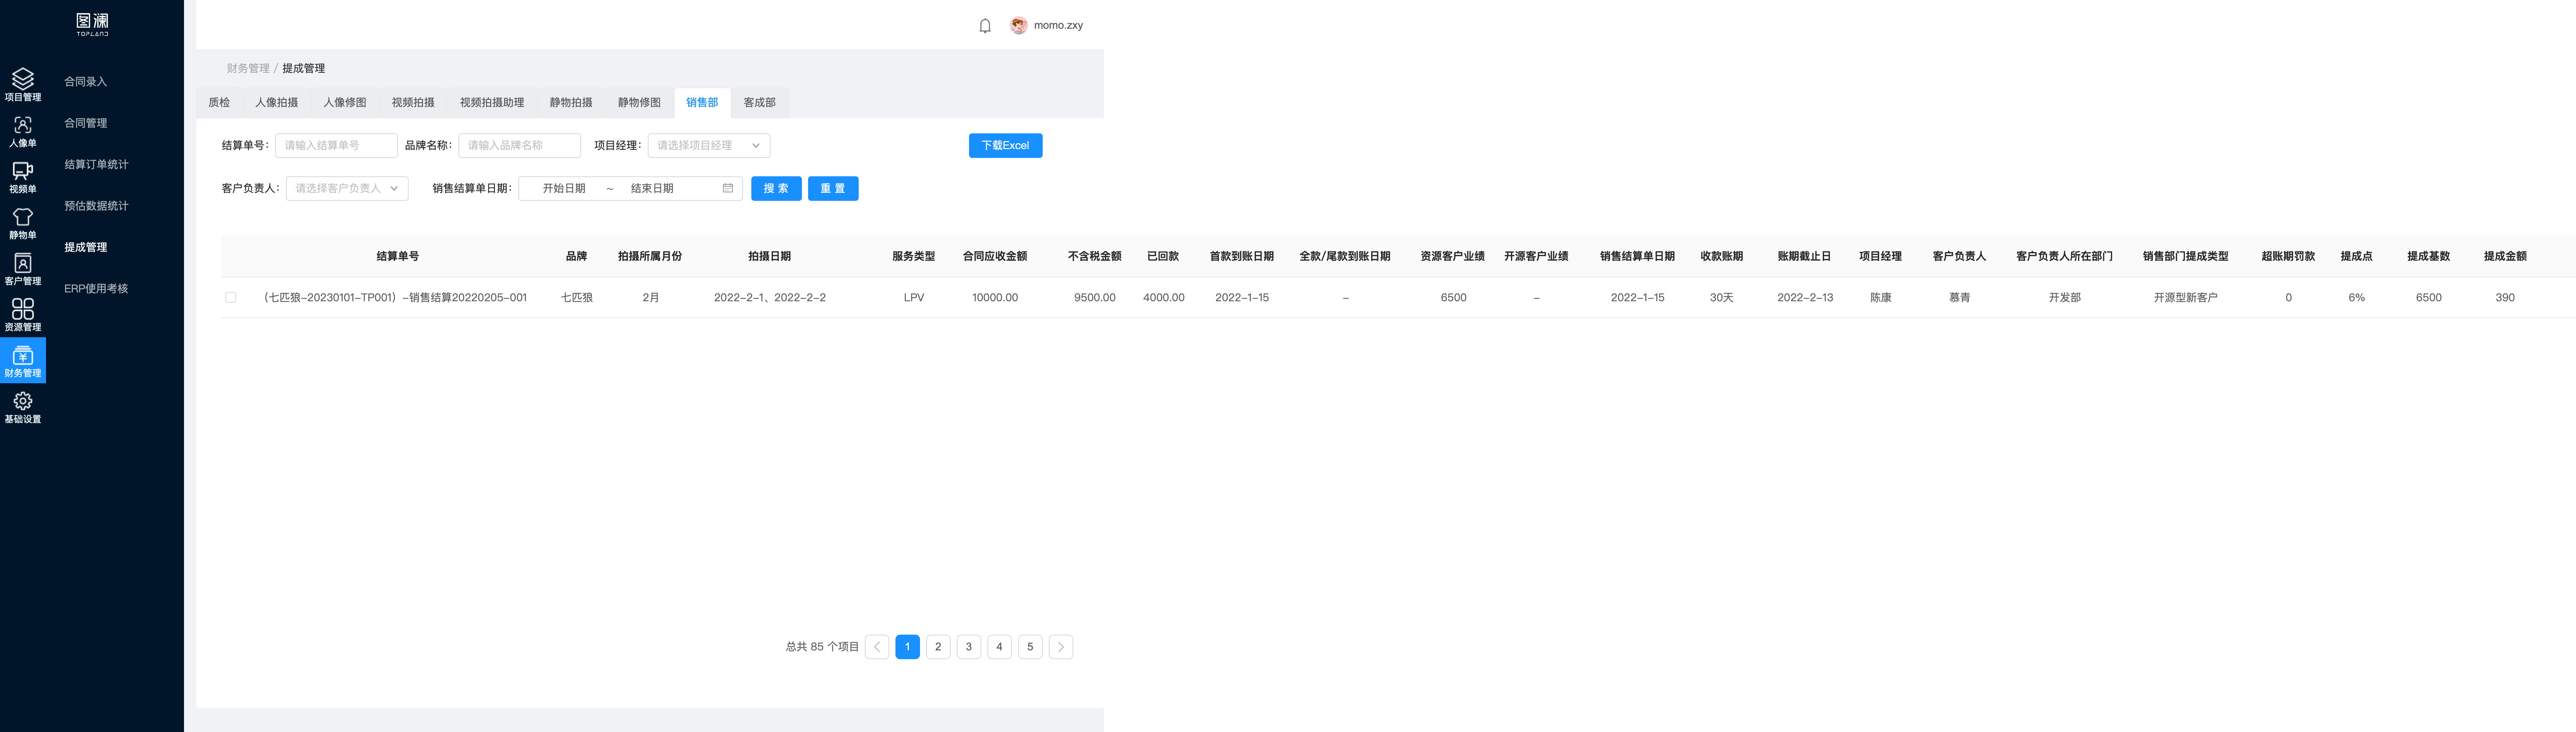 图澜
TOPLAND
momo.zxy
项目管理
人像单
视频单
静物单
客户管理
资源管理
财务管理
基础设置
合同录入
合同管理
结算订单统计
预估数据统计
提成管理
ERP使用考核
财务管理 / 提成管理
质检 人像拍摄 人像修图 视频拍摄 视频拍摄助理 静物拍摄 静物修图 销售部 客成部
结算单号： 请输入结算单号 品牌名称： 请输入品牌名称 项目经理： 请选择项目经理 下载Excel
客户负责人： 请选择客户负责人 销售结算单日期： 开始日期 ~ 结束日期 搜 索 重 置
结算单号 品牌 拍摄所属月份 拍摄日期 服务类型 合同应收金额 不含税金额 已回款 首款到账日期 全款/尾款到账日期 资源客户业绩 开源客户业绩 销售结算单日期 收款账期 账期截止日 项目经理 客户负责人 客户负责人所在部门 销售部门提成类型 超账期罚款 提成点 提成基数 提成金额
（七匹狼-20230101-TP001）-销售结算20220205-001 七匹狼 2月 2022-2-1、2022-2-2 LPV 10000.00 9500.00 4000.00 2022-1-15 - 6500 - 2022-1-15 30天 2022-2-13 陈康 慕青 开发部 开源型新客户 0 6% 6500 390
总共 85 个项目 1 2 3 4 5